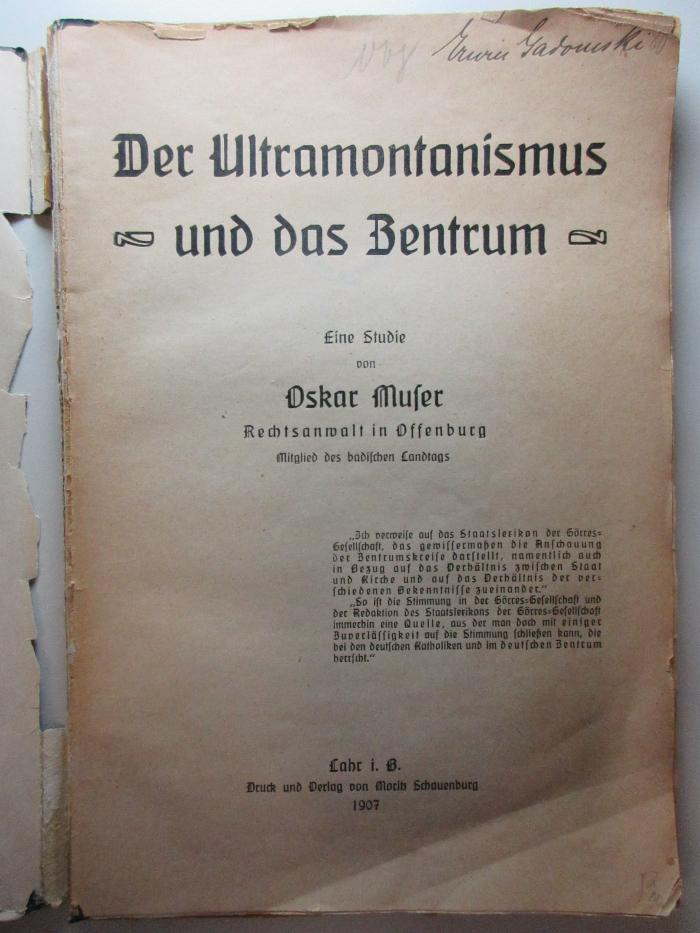 Erwin Gadomski
Der Ultramontanismus
und das Zentrum
Eine Studie
von
Oskar Muſer
Rechtsanwalt in Offenburg
Mitglied des badiſchen Landtags
„Ich verweiſe auf das Staatslexikon der Görres=
Geſellſchaft, das gewiſſermaßen die Anſchauung
der Zentrumskreiſe darſtellt, namentlich auch
in Bezug auf das Verhältnis zwiſchen Staat
und Kirche und auf das Verhältnis der ver=
ſchiedenen Bekenntniſſe zueinander.“
„So iſt die Stimmung in der Görres=Geſellſchaft und
der Redaktion des Staatslexikons der Görres=Geſellſchaft
immerhin eine Quelle, aus der man doch mit einiger
Zuverläſſigkeit auf die Stimmung ſchließen kann, die
bei den deutſchen Katholiken und im deutſchen Zentrum
herrſcht.“
Lahr i. B.
Druck und Verlag von Moritz Schauenburg
1907